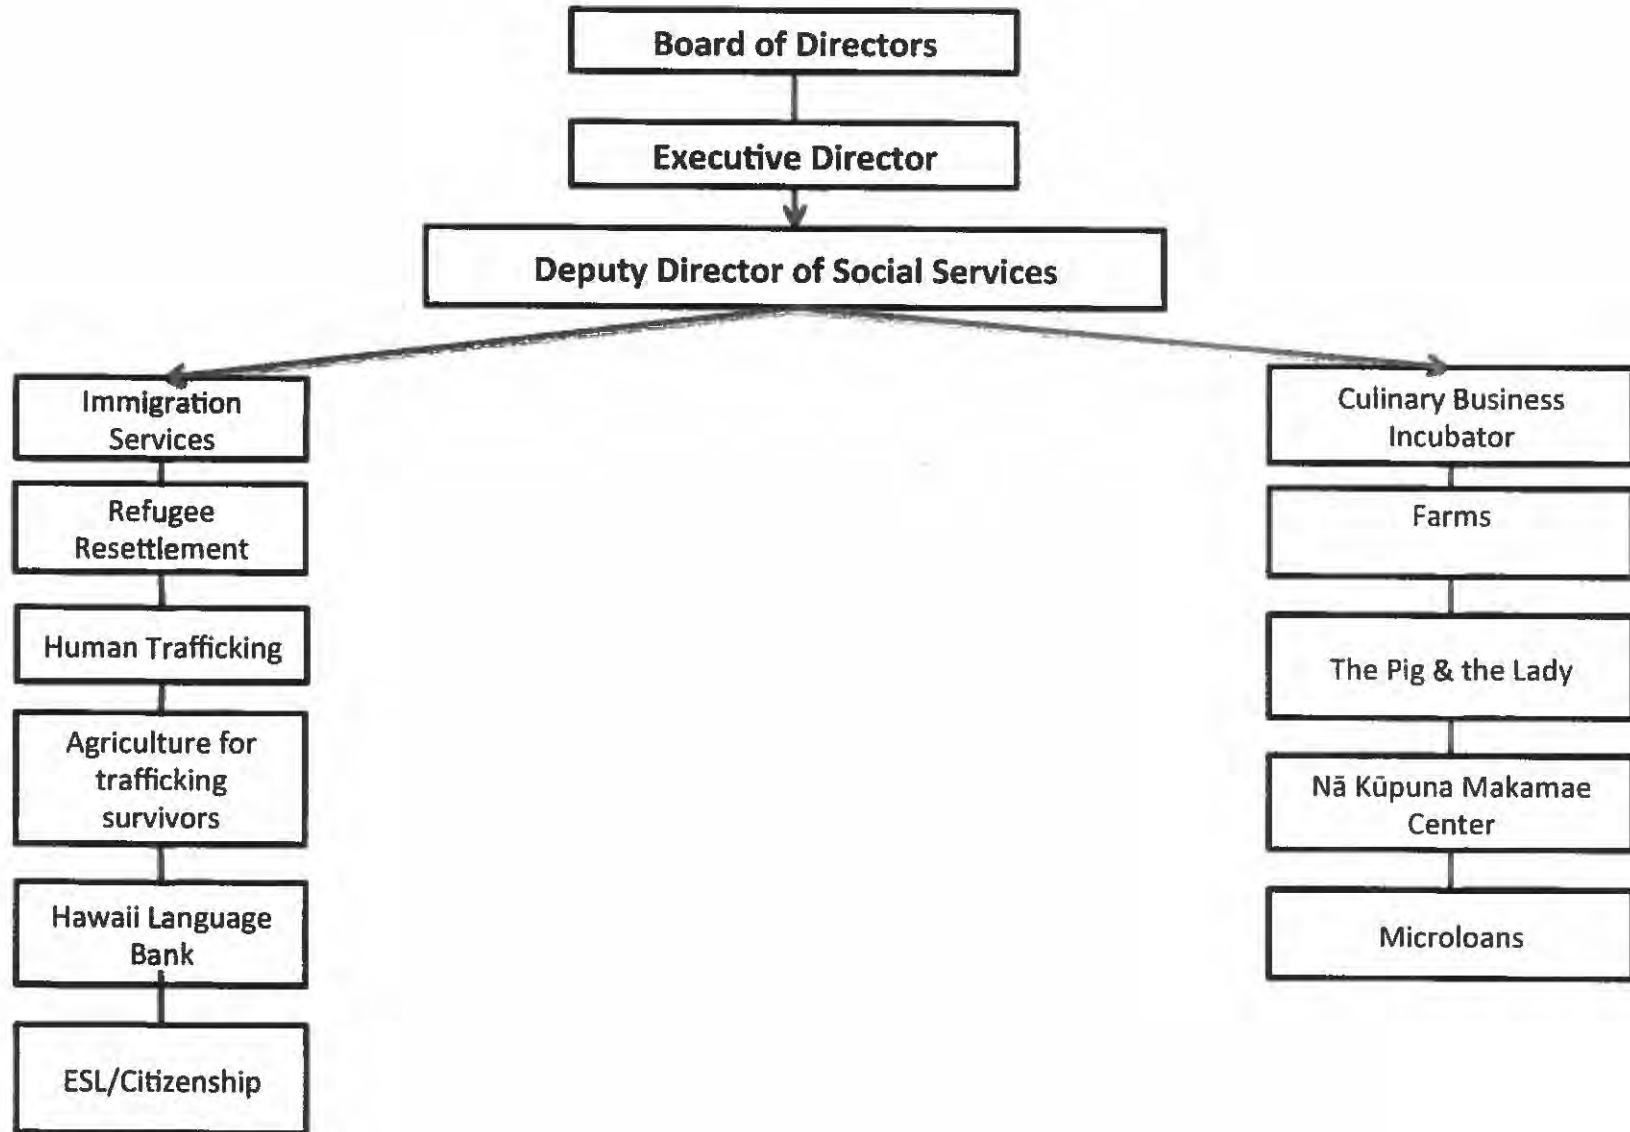 Board of Directors
Executive Director
Deputy Director of Social Services
Immigration
Services
Refugee
Resettlement
Human Trafficking
Agriculture for
trafficking
survivors
Hawaii Language
Bank
ESL/Citizenship
Culinary Business
Incubator
Farms
The Pig & the Lady
Nā Kūpuna Makamae
Center
Microloans